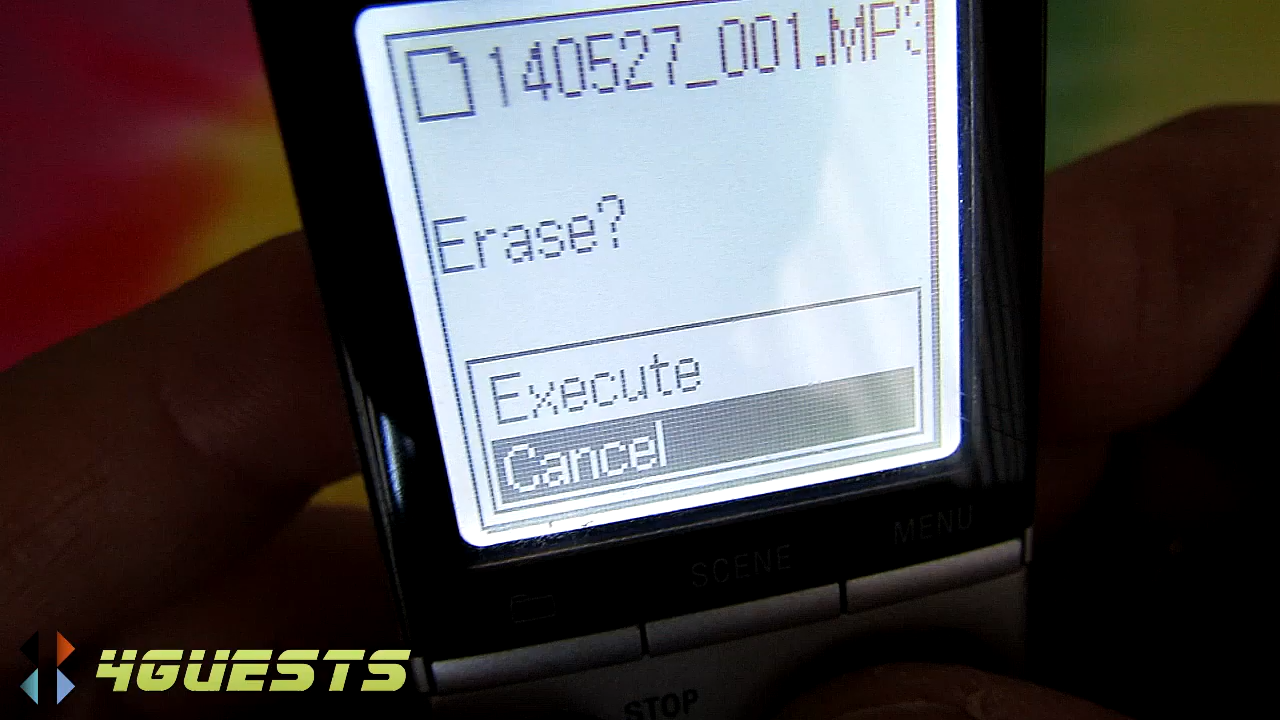 140527_001.MP3
Erase?
Execute
Cancel
SCENE
MENU
STOP
4GUESTS